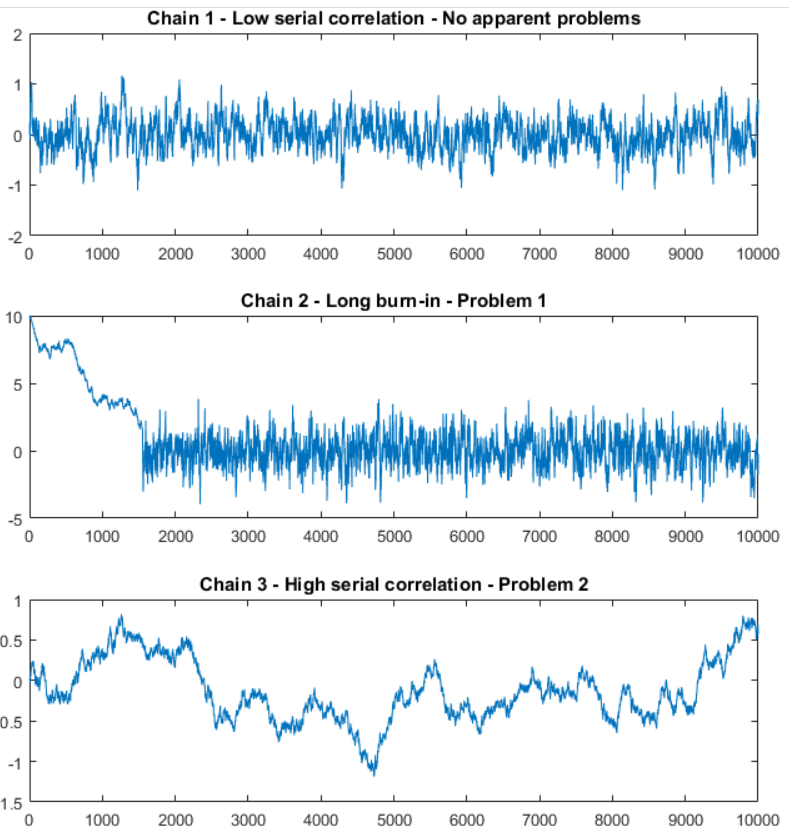 Chain 1 - Low serial correlation - No apparent problems
2
1
0
-1
-2
0 1000 2000 3000 4000 5000 6000 7000 8000 9000 10000
Chain 2 - Long burn-in - Problem 1
10
5
0
-5
0 1000 2000 3000 4000 5000 6000 7000 8000 9000 10000
Chain 3 - High serial correlation - Problem 2
1
0.5
0
0.5
-1
1.5
0 1000 2000 3000 4000 5000 6000 7000 8000 9000 10000